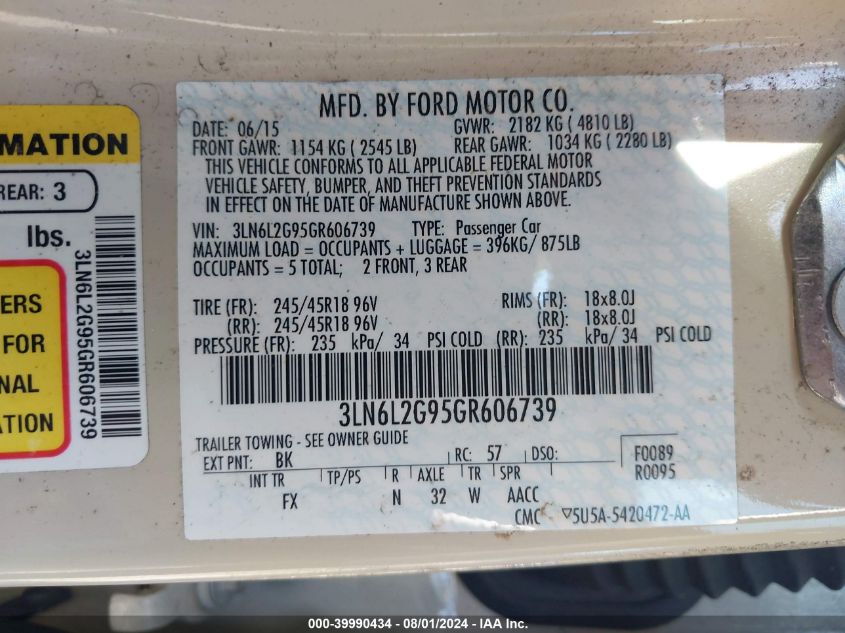 MATION
REAR: 3
lbs.
3LN6L2G95GR606739
ERS
FOR
NAL
ATION
MFD. BY FORD MOTOR CO.
DATE: 06/15 GVWR: 2182 KG ( 4810 LB)
FRONT GAWR: 1154 KG ( 2545 LB) REAR GAWR: 1034 KG ( 2280 LB)
THIS VEHICLE CONFORMS TO ALL APPLICABLE FEDERAL MOTOR
VEHICLE SAFETY, BUMPER, AND THEFT PREVENTION STANDARDS
IN EFFECT ON THE DATE OF MANUFACTURE SHOWN ABOVE.
VIN: 3LN6L2G95GR606739 TYPE: Passenger Car
MAXIMUM LOAD = OCCUPANTS + LUGGAGE = 396KG/ 875LB
OCCUPANTS = 5 TOTAL; 2 FRONT, 3 REAR
TIRE (FR): 245/45R18 96V RIMS (FR): 18x8.0J
(RR): 245/45R18 96V (RR): 18x8.0J
PRESSURE (FR): 235 kPa/ 34 PSI COLD (RR): 235 kPa/ 34 PSI COLD
3LN6L2G95GR606739
TRAILER TOWING - SEE OWNER GUIDE
EXT PNT: BK RC: 57 DSO: F0089
INT TR TP/PS R AXLE TR SPR R0095
FX N 32 W AACC
CMC ▽5U5A-5420472-AA
000-39990434 - 08/01/2024 - IAA Inc.